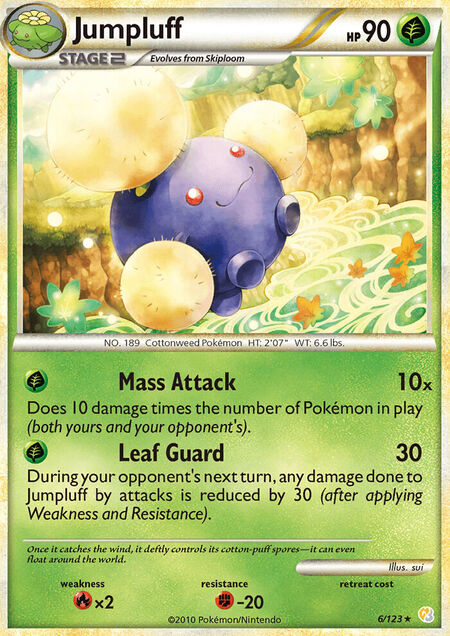 Jumpluff
HP 90
STAGE 2
Evolves from Skiploom
NO. 189 Cottonweed Pokémon HT: 2'07" WT: 6.6 lbs.
Mass Attack 10x
Does 10 damage times the number of Pokémon in play
(both yours and your opponent's).
Leaf Guard 30
During your opponent's next turn, any damage done to
Jumpluff by attacks is reduced by 30 (after applying
Weakness and Resistance).
Once it catches the wind, it deftly controls its cotton-puff spores—it can even
float around the world.
Illus. sui
weakness resistance retreat cost
×2 -20
©2010 Pokémon/Nintendo 6/123 ★